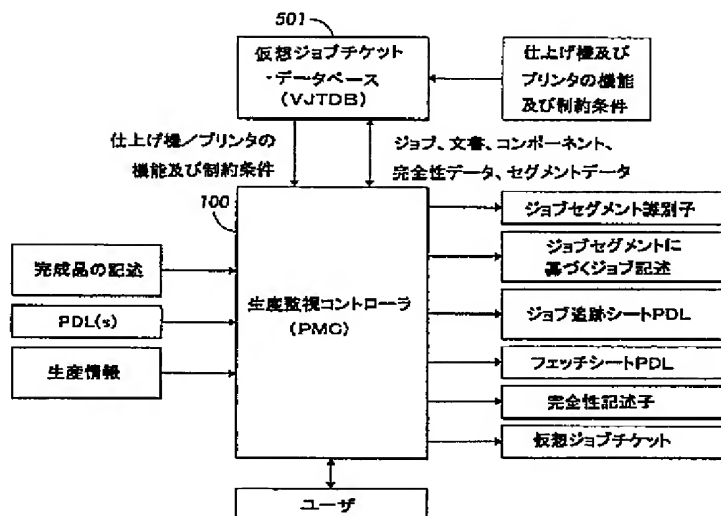 501
仮想ジョブチケット
・データベース
(VJTDB)
仕上げ機及び
プリンタの機能
及び制約条件
仕上げ機/プリンタの
機能及び制約条件
ジョブ、文書、コンポーネント、
完全性データ、セグメントデータ
100
完成品の記述
PDL(s)
生産情報
生産監視コントローラ
(PMC)
ジョブセグメント識別子
ジョブセグメントに
基づくジョブ記述
ジョブ追跡シートPDL
フェッチシートPDL
完全性記述子
仮想ジョブチケット
ユーザ